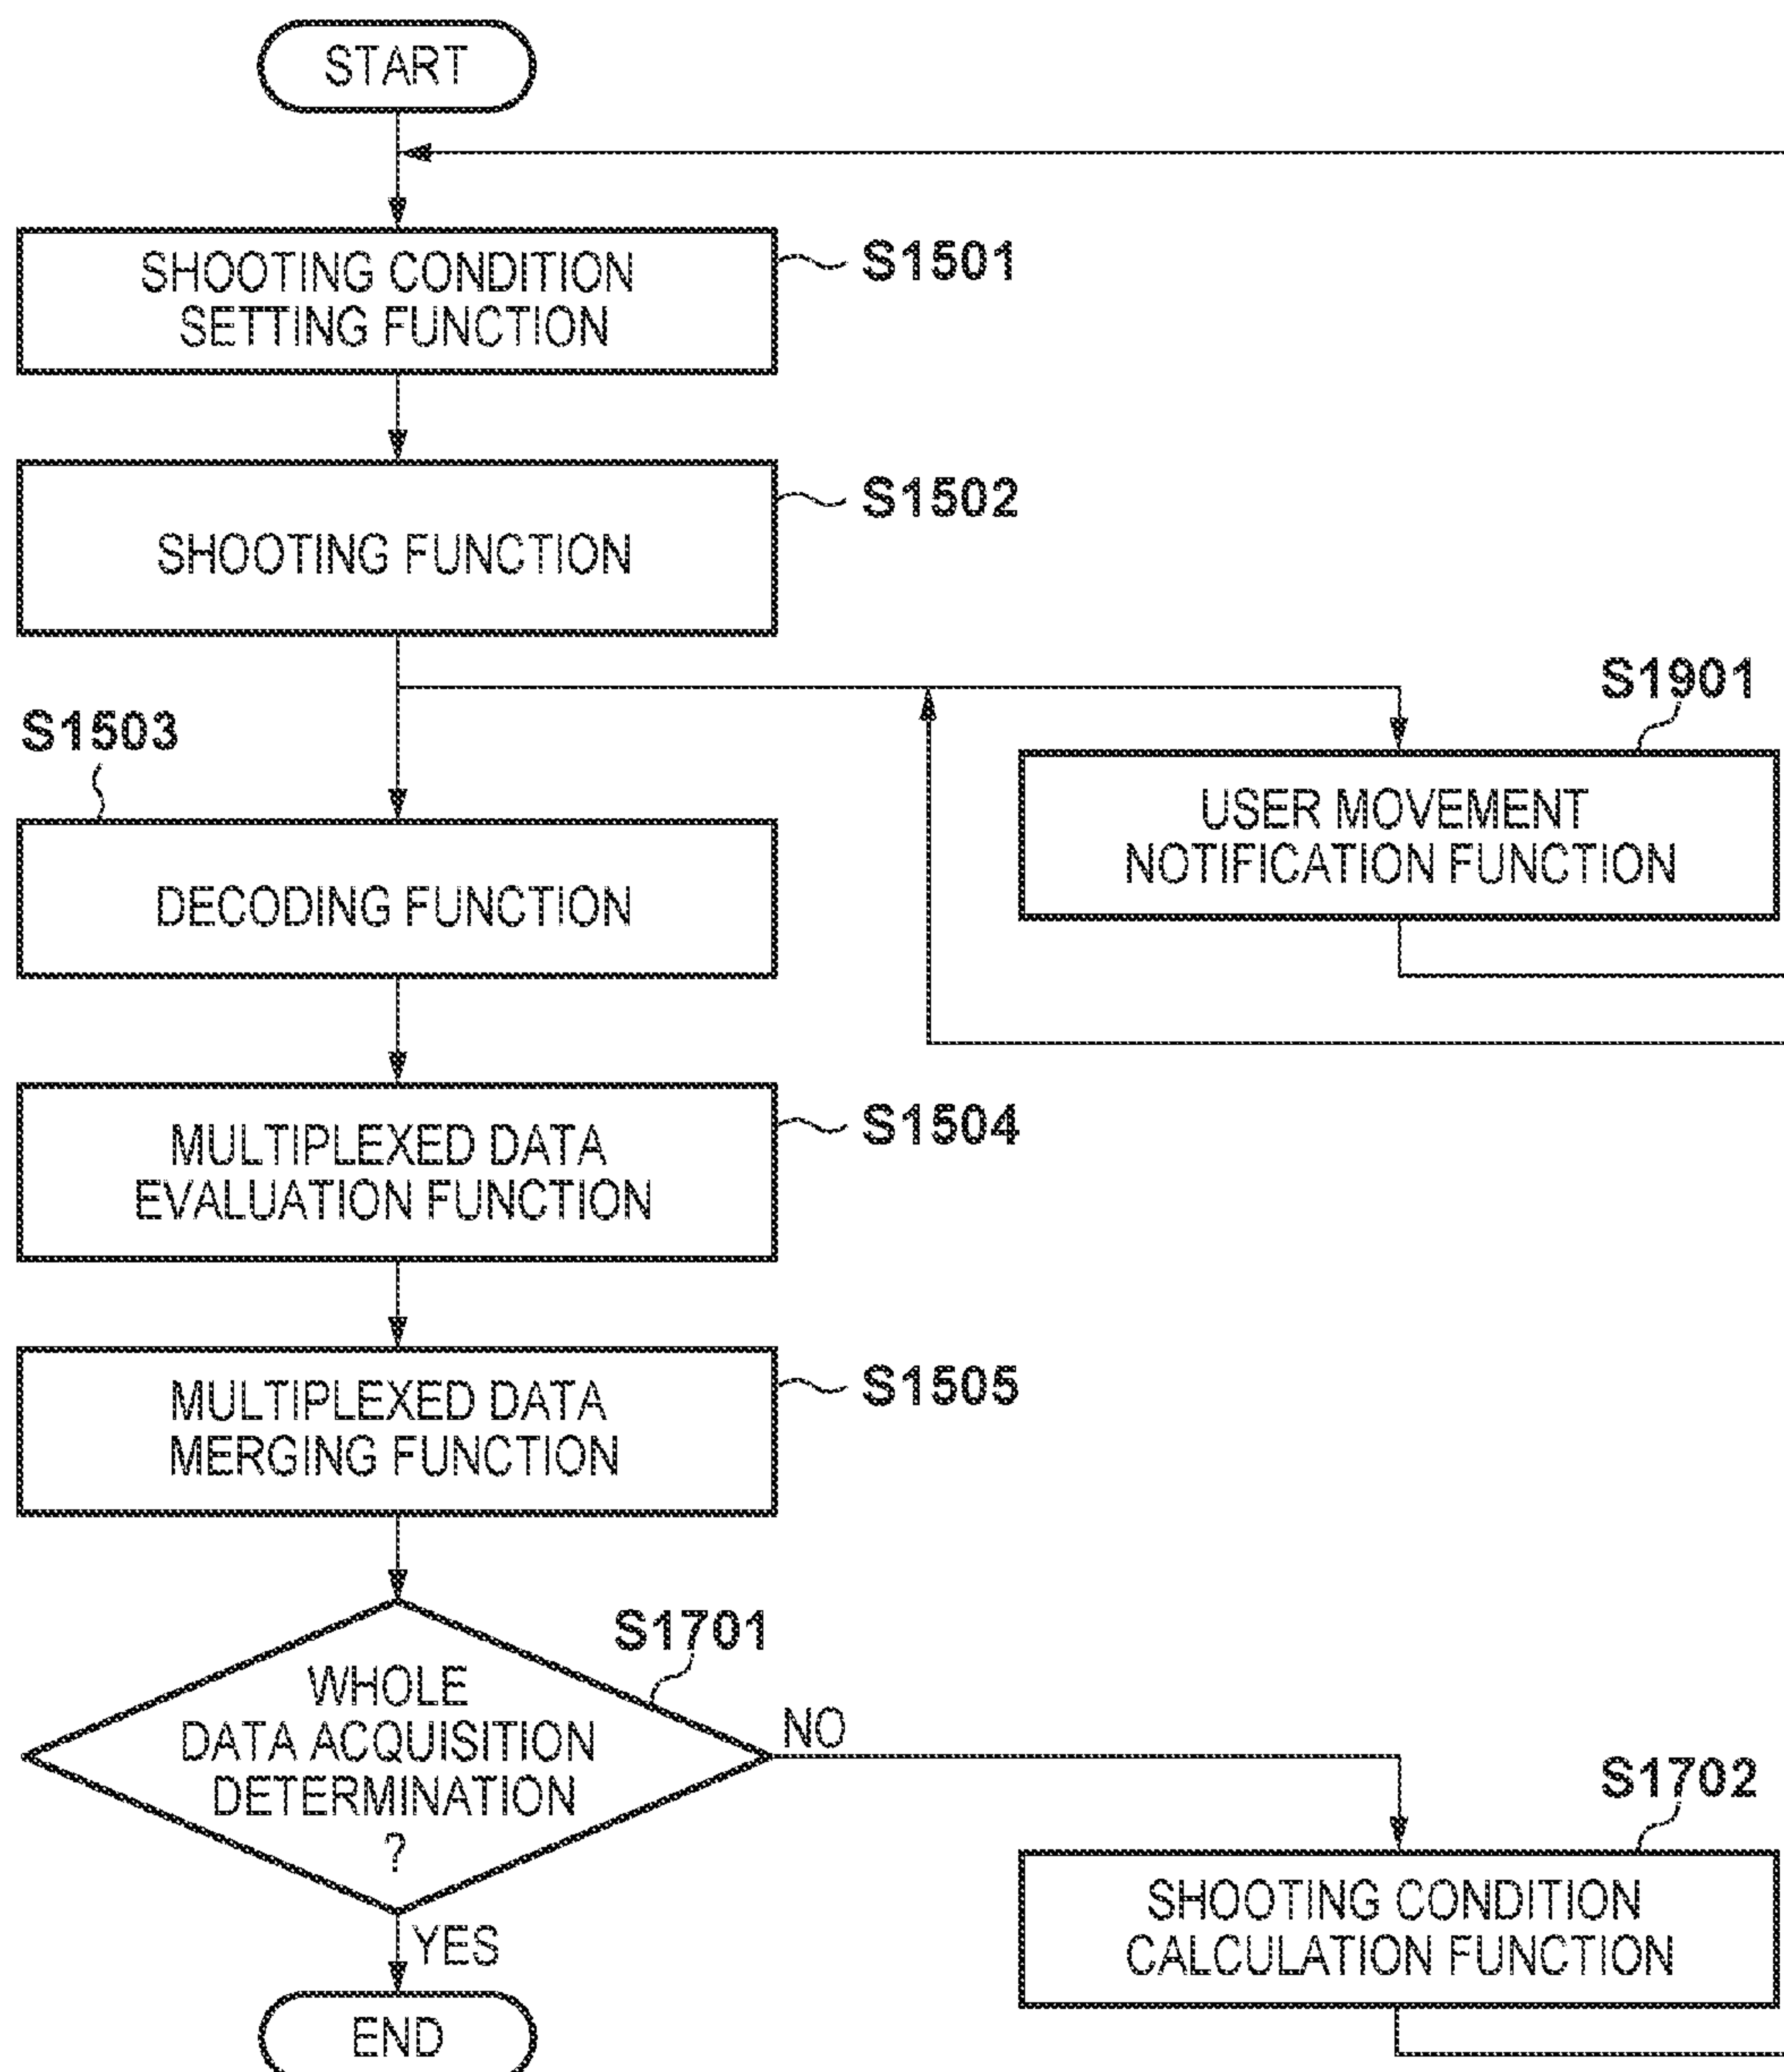 START
SHOOTING CONDITION
SETTING FUNCTION
S1501
SHOOTING FUNCTION
S1502
S1503
DECODING FUNCTION
S1901
USER MOVEMENT
NOTIFICATION FUNCTION
MULTIPLEXED DATA
EVALUATION FUNCTION
S1504
MULTIPLEXED DATA
MERGING FUNCTION
S1505
S1701
WHOLE
DATA ACQUISITION
DETERMINATION
?
NO
YES
S1702
SHOOTING CONDITION
CALCULATION FUNCTION
END